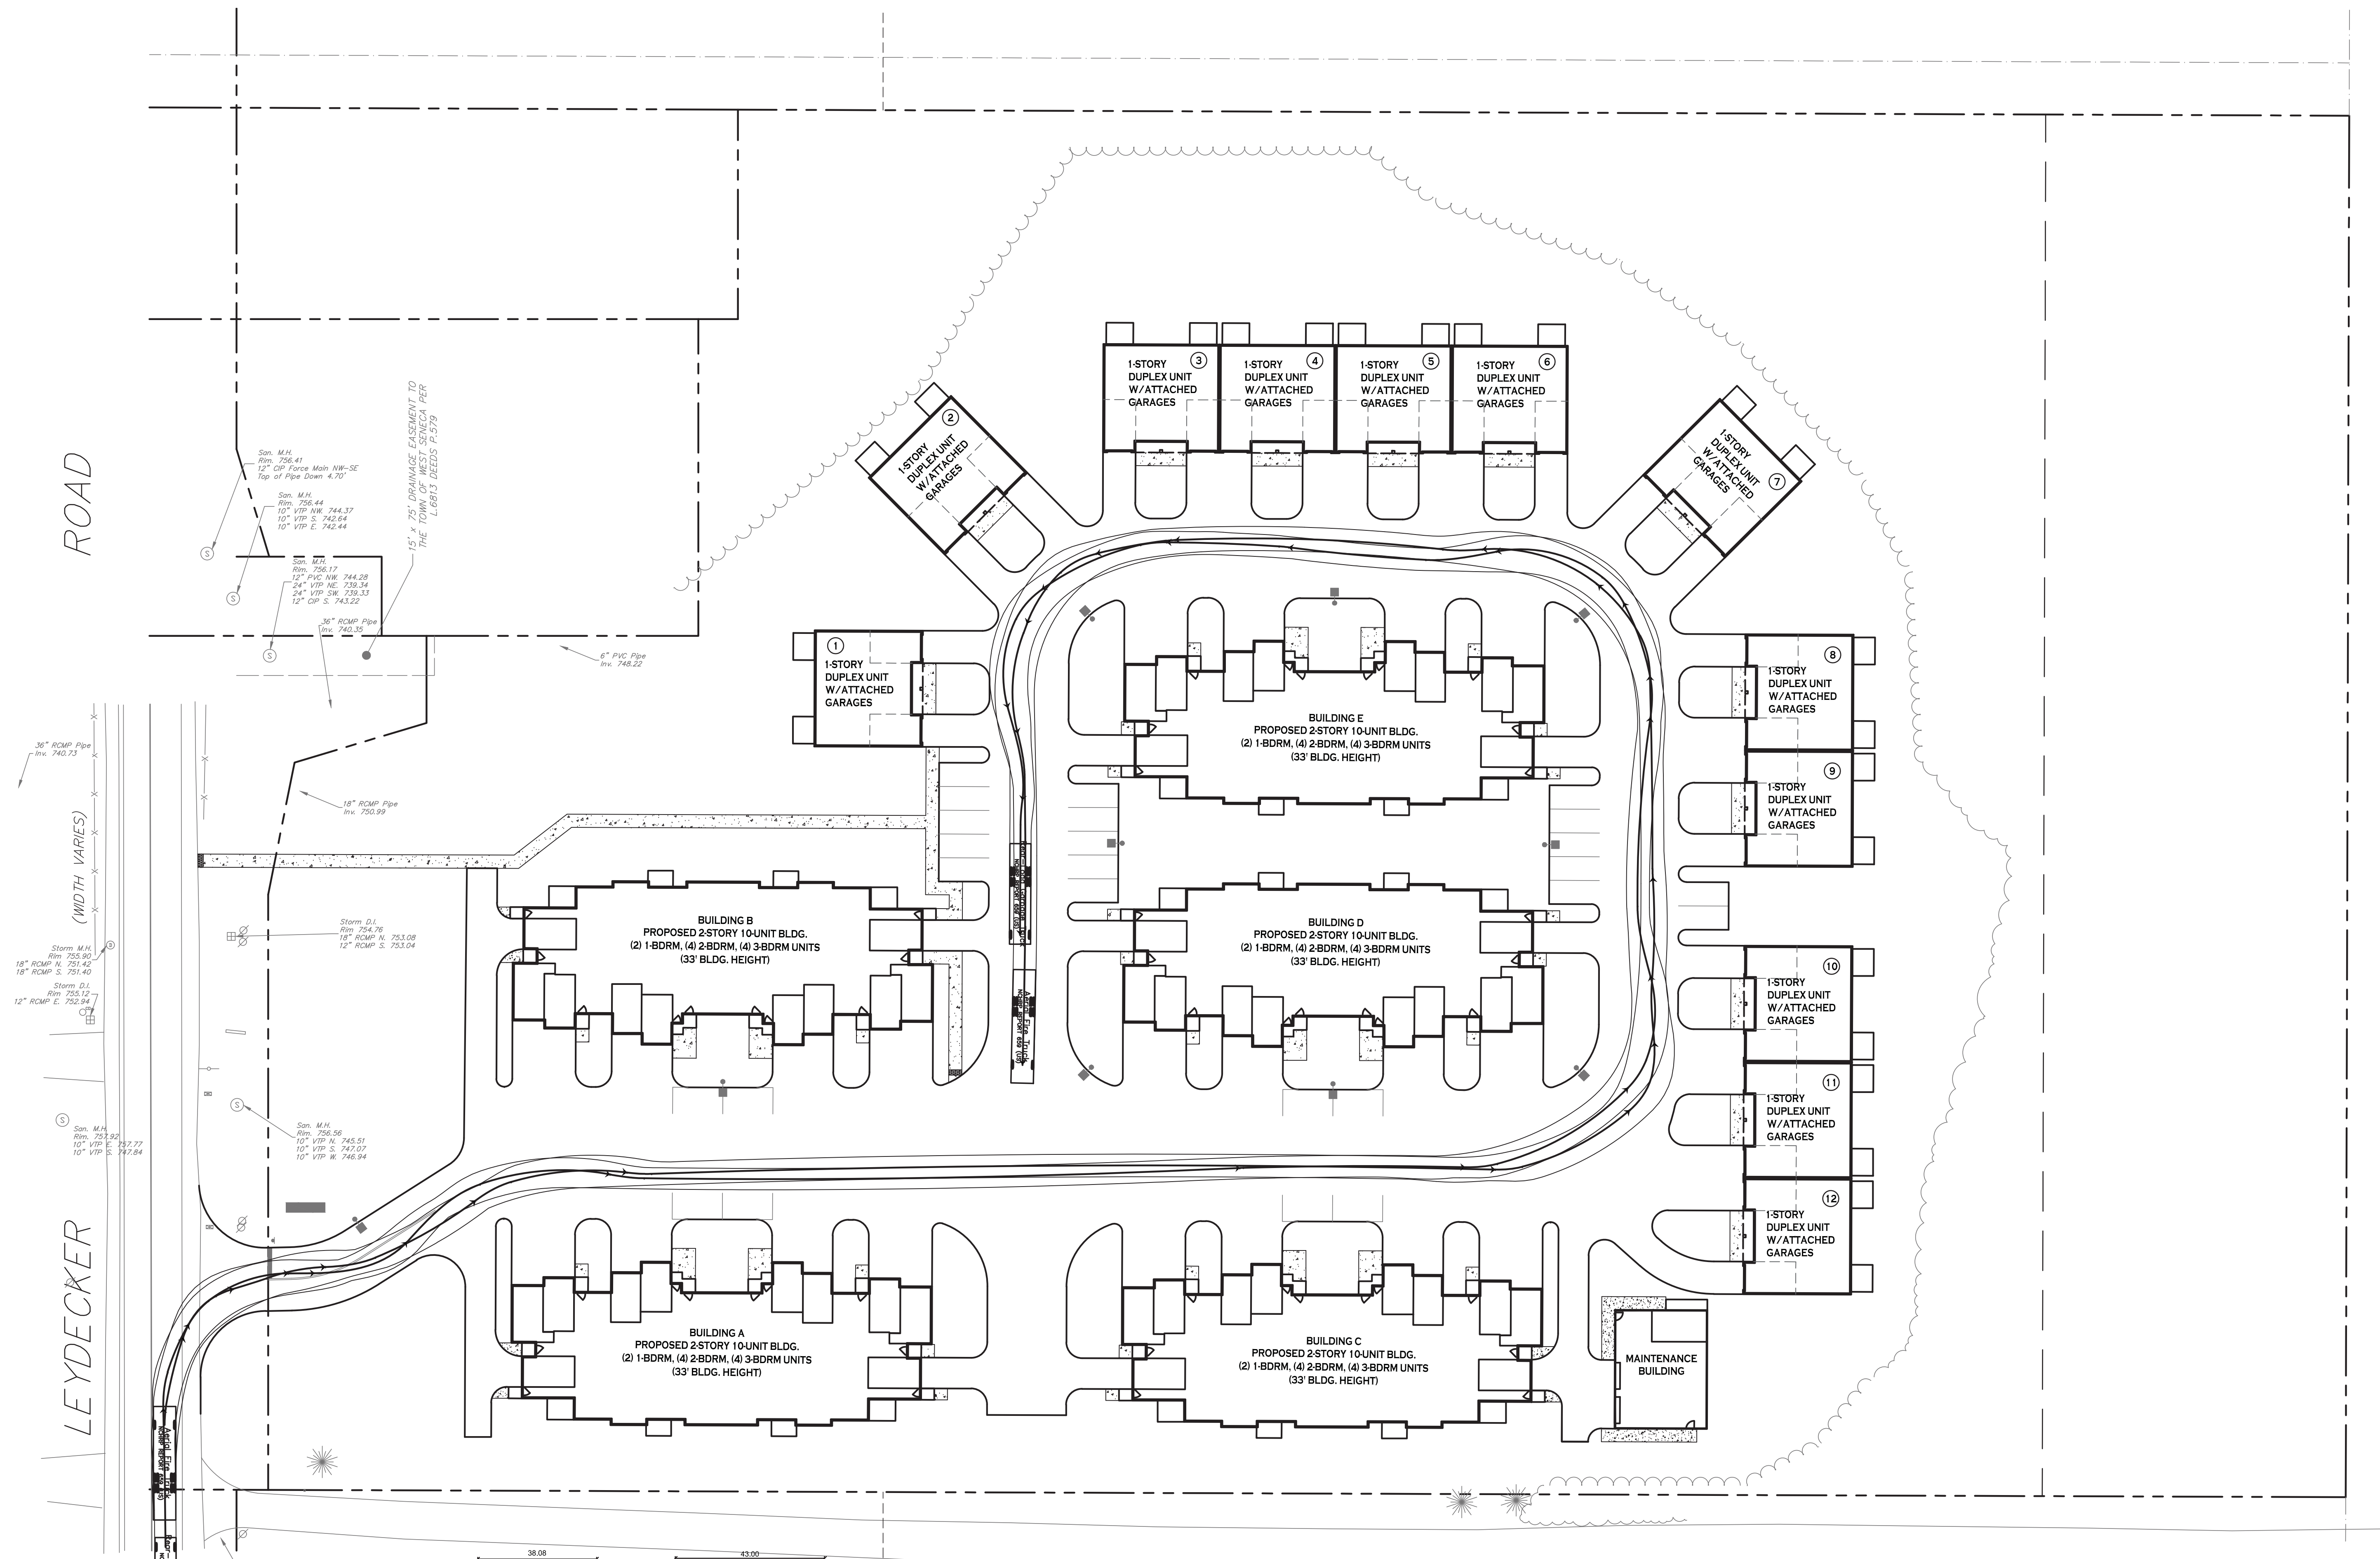 ROAD
(WIDTH VARIES)
LEYDECKER
San. M.H.
Rim. 756.41
12" CIP Force Main NW-SE
Top of Pipe Down 4.70'
San. M.H.
Rim. 756.44
10" VTP NW. 744.37
10" VTP S. 742.64
10" VTP E. 742.44
San. M.H.
Rim. 756.17
12" PVC NW. 744.28
24" VTP NE. 739.34
24" VTP SW. 739.33
12" CIP S. 743.22
15' x 75' DRAINAGE EASEMENT TO
THE TOWN OF WEST SENECA PER
L.6813 DEEDS P.579
S
S
S
36" RCMP Pipe
Inv. 740.35
6" PVC Pipe
Inv. 748.22
36" RCMP Pipe
Inv. 740.73
18" RCMP Pipe
Inv. 750.99
Storm D.I.
Rim 754.76
18" RCMP N. 753.08
12" RCMP S. 753.04
Storm M.H.
Rim 755.90
18" RCMP N. 751.42
18" RCMP S. 751.40
Storm D.I.
Rim 755.12
12" RCMP E. 752.94
S
San. M.H.
Rim. 757.92
10" VTP E. 757.77
10" VTP S. 747.84
S
San. M.H.
Rim. 756.56
10" VTP N. 745.51
10" VTP S. 747.07
10" VTP W. 746.94
1
1-STORY
DUPLEX UNIT
W/ATTACHED
GARAGES
2
1-STORY
DUPLEX UNIT
W/ATTACHED
GARAGES
3
1-STORY
DUPLEX UNIT
W/ATTACHED
GARAGES
4
1-STORY
DUPLEX UNIT
W/ATTACHED
GARAGES
5
1-STORY
DUPLEX UNIT
W/ATTACHED
GARAGES
6
1-STORY
DUPLEX UNIT
W/ATTACHED
GARAGES
7
1-STORY
DUPLEX UNIT
W/ATTACHED
GARAGES
8
1-STORY
DUPLEX UNIT
W/ATTACHED
GARAGES
9
1-STORY
DUPLEX UNIT
W/ATTACHED
GARAGES
10
1-STORY
DUPLEX UNIT
W/ATTACHED
GARAGES
11
1-STORY
DUPLEX UNIT
W/ATTACHED
GARAGES
12
1-STORY
DUPLEX UNIT
W/ATTACHED
GARAGES
BUILDING E
PROPOSED 2-STORY 10-UNIT BLDG.
(2) 1-BDRM, (4) 2-BDRM, (4) 3-BDRM UNITS
(33' BLDG. HEIGHT)
BUILDING B
PROPOSED 2-STORY 10-UNIT BLDG.
(2) 1-BDRM, (4) 2-BDRM, (4) 3-BDRM UNITS
(33' BLDG. HEIGHT)
BUILDING D
PROPOSED 2-STORY 10-UNIT BLDG.
(2) 1-BDRM, (4) 2-BDRM, (4) 3-BDRM UNITS
(33' BLDG. HEIGHT)
NCHRP REPORT 659 (US)
Aerial Fire Truck
NCHRP REPORT 659 (US)
BUILDING A
PROPOSED 2-STORY 10-UNIT BLDG.
(2) 1-BDRM, (4) 2-BDRM, (4) 3-BDRM UNITS
(33' BLDG. HEIGHT)
BUILDING C
PROPOSED 2-STORY 10-UNIT BLDG.
(2) 1-BDRM, (4) 2-BDRM, (4) 3-BDRM UNITS
(33' BLDG. HEIGHT)
MAINTENANCE
BUILDING
Aerial Fire Truck
NCHRP REPORT 659 (US)
Rear-
NC
38.08
43.00